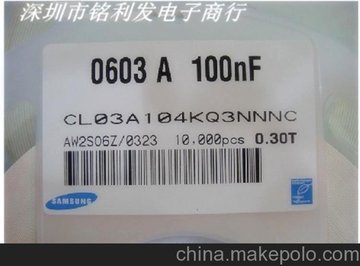 深圳市铭利发电子商行
0603 A 100nF
CL03A104KQ3NNNC
AW2S06Z/0323 10,000pcs 0.30T
SAMSUNG
china.makepolo.com